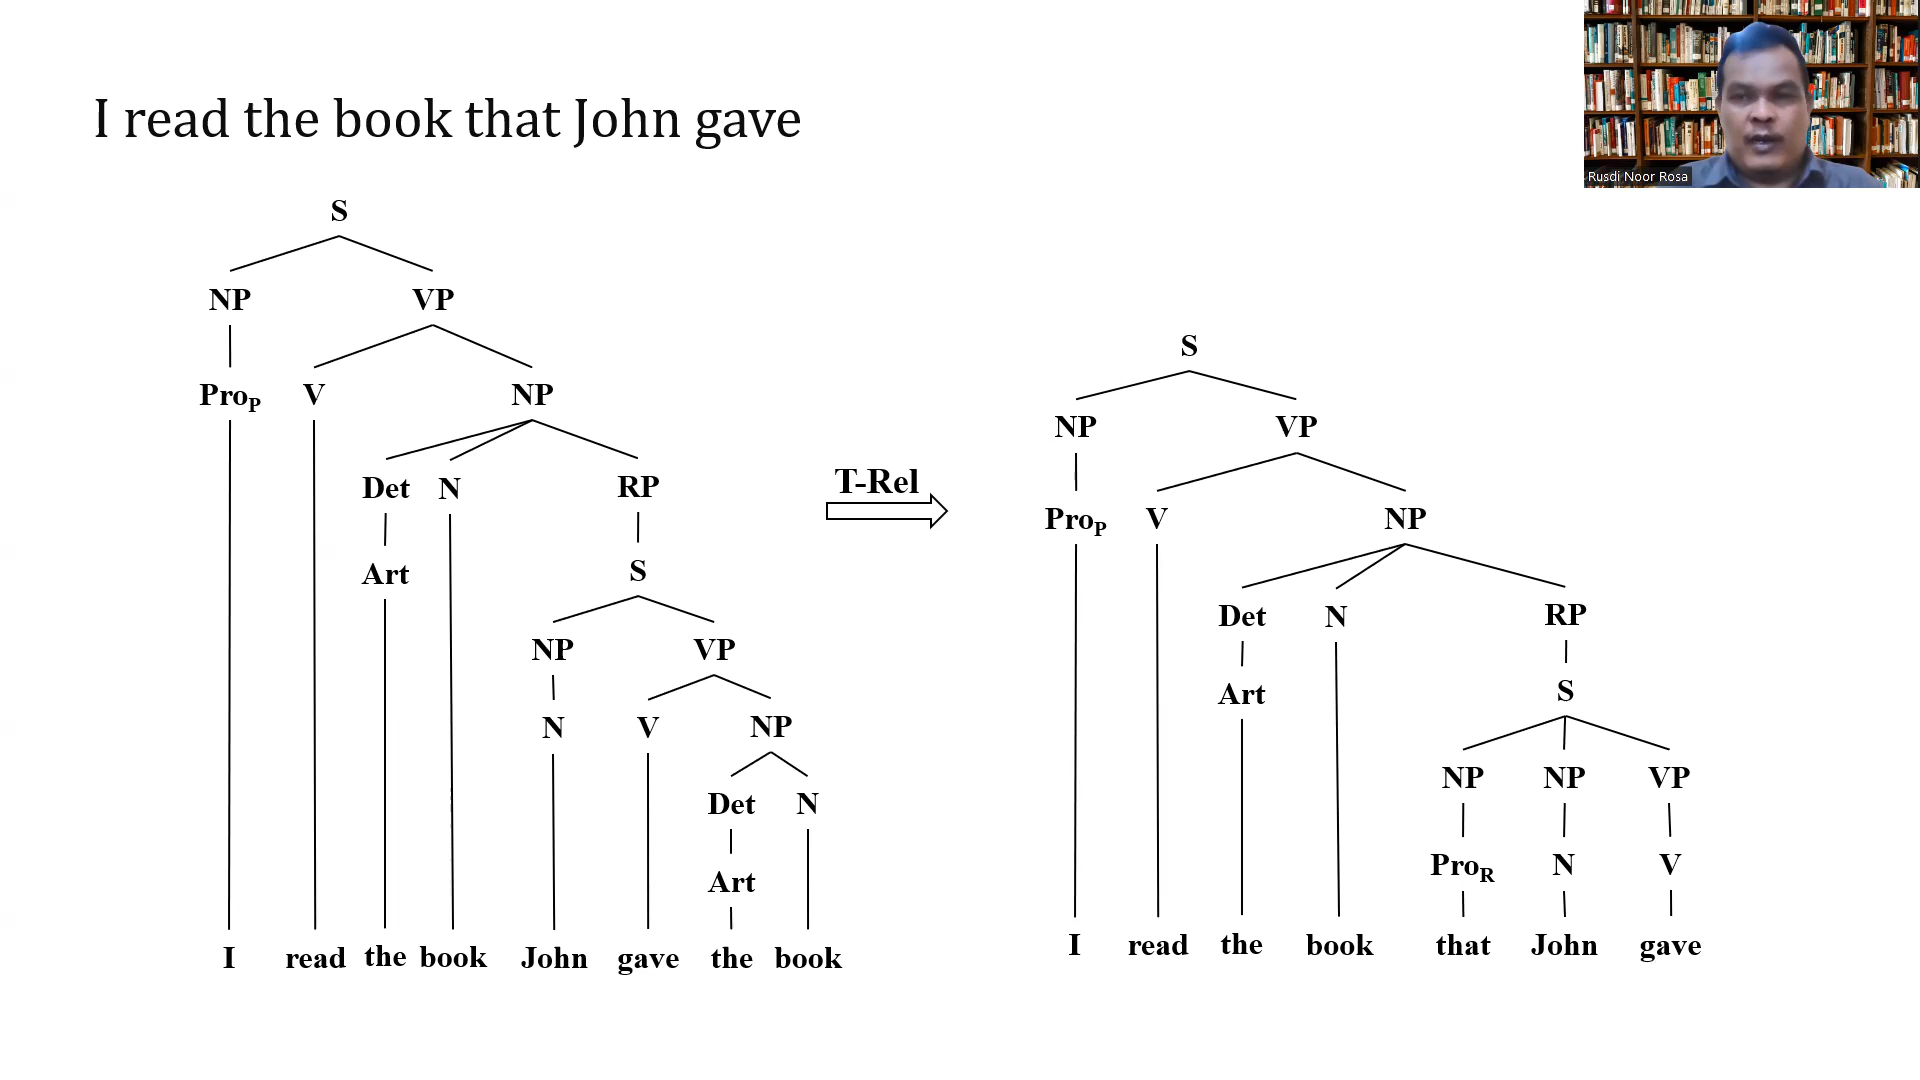 I read the book that John gave
Rusdi Noor Rosa
S
NP VP
ProP V NP
Det N RP
Art S
NP VP
N V NP
Det N
Art
I read the book John gave the book
T-Rel
S
NP VP
ProP V NP
Det N RP
Art S
NP NP VP
ProR N V
I read the book that John gave